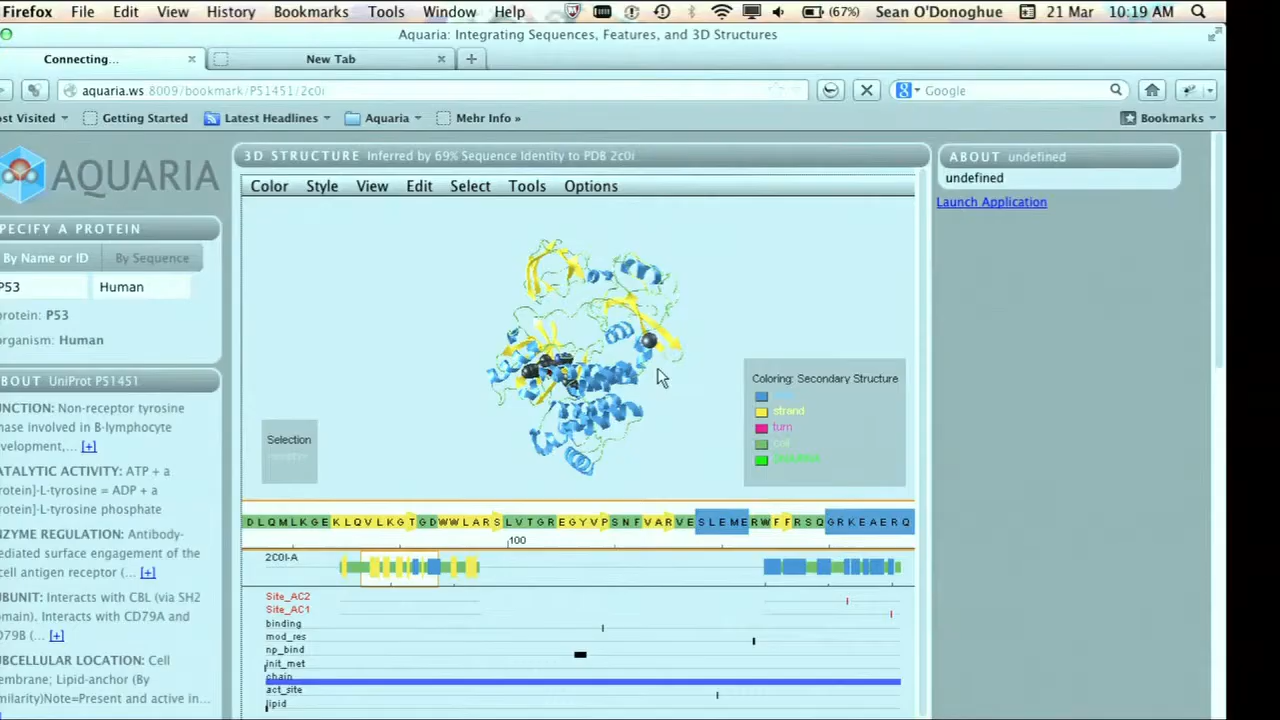 Firefox File Edit View History Bookmarks Tools Window Help (67%) Sean O'Donoghue 21 Mar 10:19 AM
Aquaria: Integrating Sequences, Features, and 3D Structures
Connecting... New Tab
aquaria.ws 8009/bookmark/P51451/2c0i Google
ost Visited Getting Started Latest Headlines Aquaria Mehr Info » Bookmarks
AQUARIA
3D STRUCTURE Inferred by 69% Sequence Identity to PDB 2c0i
Color Style View Edit Select Tools Options
ABOUT undefined
undefined
Launch Application
PECIFY A PROTEIN
By Name or ID By Sequence
P53 Human
protein: P53
organism: Human
BOUT UniProt P51451
UNCTION: Non-receptor tyrosine
nase involved in B-lymphocyte
evelopment,... [+]
ATALYTIC ACTIVITY: ATP + a
rotein]-L-tyrosine = ADP + a
rotein]-L-tyrosine phosphate
NZYME REGULATION: Antibody-
ediated surface engagement of the
cell antigen receptor (... [+]
UBUNIT: Interacts with CBL (via SH2
omain). Interacts with CD79A and
D79B (... [+]
UBCELLULAR LOCATION: Cell
embrane; Lipid-anchor (By
milarity)Note=Present and active in...
Selection
Coloring: Secondary Structure
strand
turn
coil
DLQMLKGEKLQVLKGTGDWWLARSLVTGREGYVPSNFVARVESLEMERWFFRSQGRKEAERQ
100
2C0I-A
Site_AC2
Site_AC1
binding
mod_res
np_bind
init_met
chain
act_site
lipid